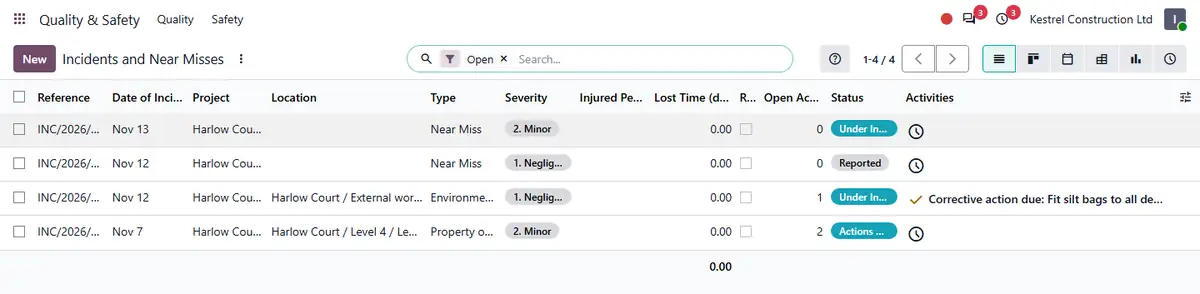 Quality & Safety Quality Safety 3 3 Kestrel Construction Ltd I
New Incidents and Near Misses Open × Search... 1-4 / 4
Reference Date of Inci... Project Location Type Severity Injured Pe... Lost Time (d... R... Open Ac... Status Activities
INC/2026/... Nov 13 Harlow Cou... Near Miss 2. Minor 0.00 0 Under In...
INC/2026/... Nov 12 Harlow Cou... Near Miss 1. Neglig... 0.00 0 Reported
INC/2026/... Nov 12 Harlow Cou... Harlow Court / External wor... Environme... 1. Neglig... 0.00 1 Under In... Corrective action due: Fit silt bags to all de...
INC/2026/... Nov 7 Harlow Cou... Harlow Court / Level 4 / Le... Property o... 2. Minor 0.00 2 Actions ...
0.00